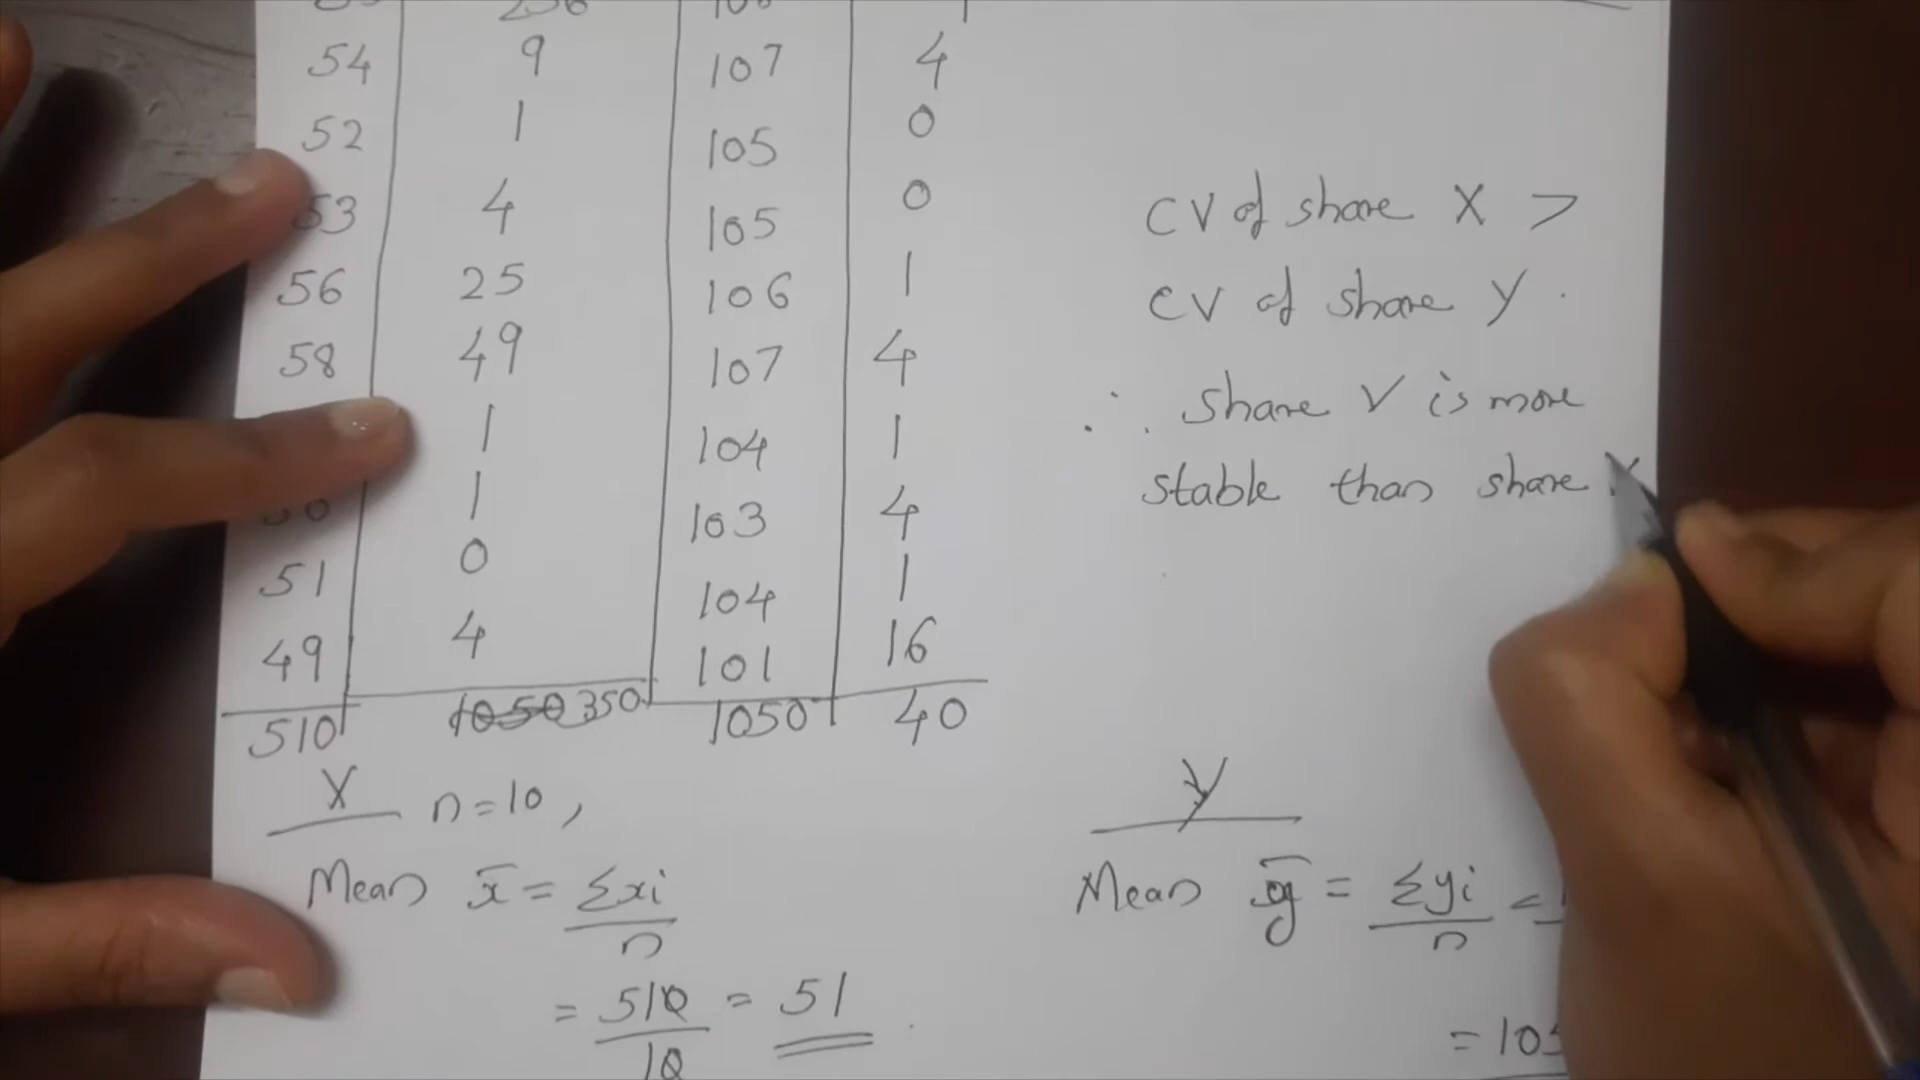 54 9 107 4
52 1 105 0
53 4 105 0
56 25 106 1
58 49 107 4
1 104 1
1 103 4
51 0 104 1
49 4 101 16
510 1050 350 1050 40
CV of share X >
CV of share Y.
∴ share Y is more
stable than share
X n=10,
Mean x̄ = Σxi
n
= 510 = 51
10
Y
Mean ȳ = Σyi =
n
= 105